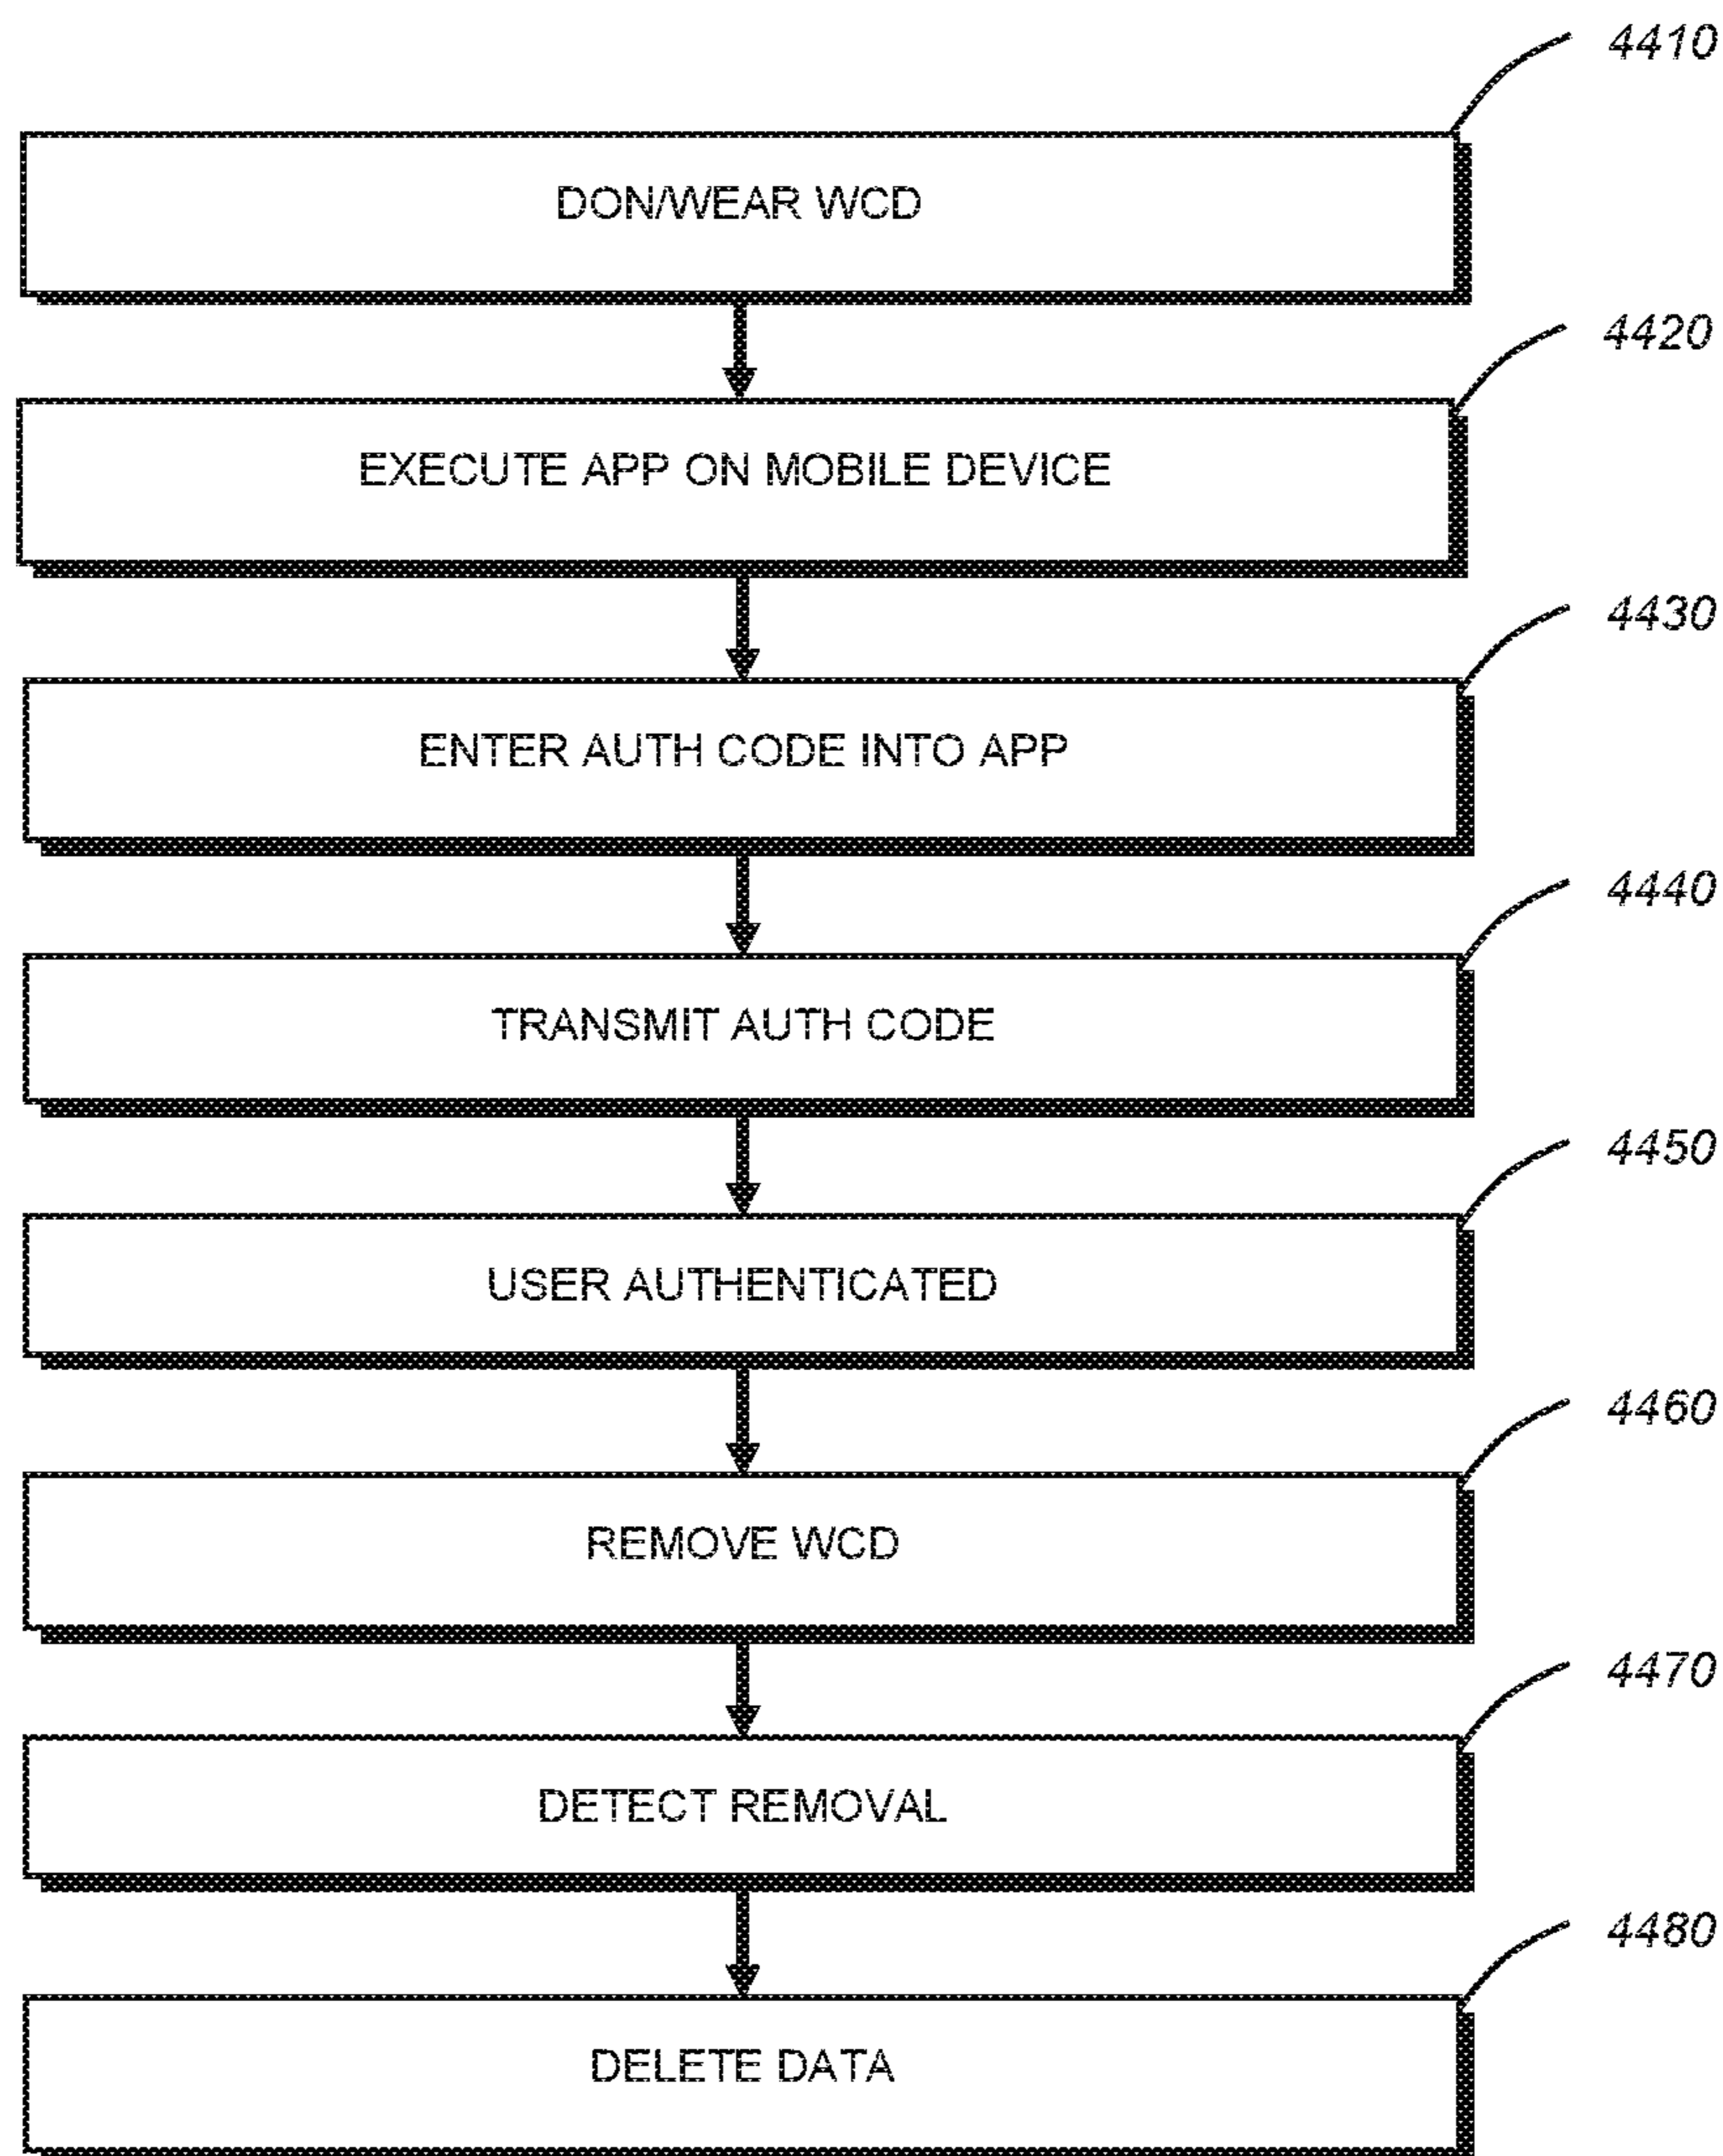 4410
DON/WEAR WCD
4420
EXECUTE APP ON MOBILE DEVICE
4430
ENTER AUTH CODE INTO APP
4440
TRANSMIT AUTH CODE
4450
USER AUTHENTICATED
4460
REMOVE WCD
4470
DETECT REMOVAL
4480
DELETE DATA